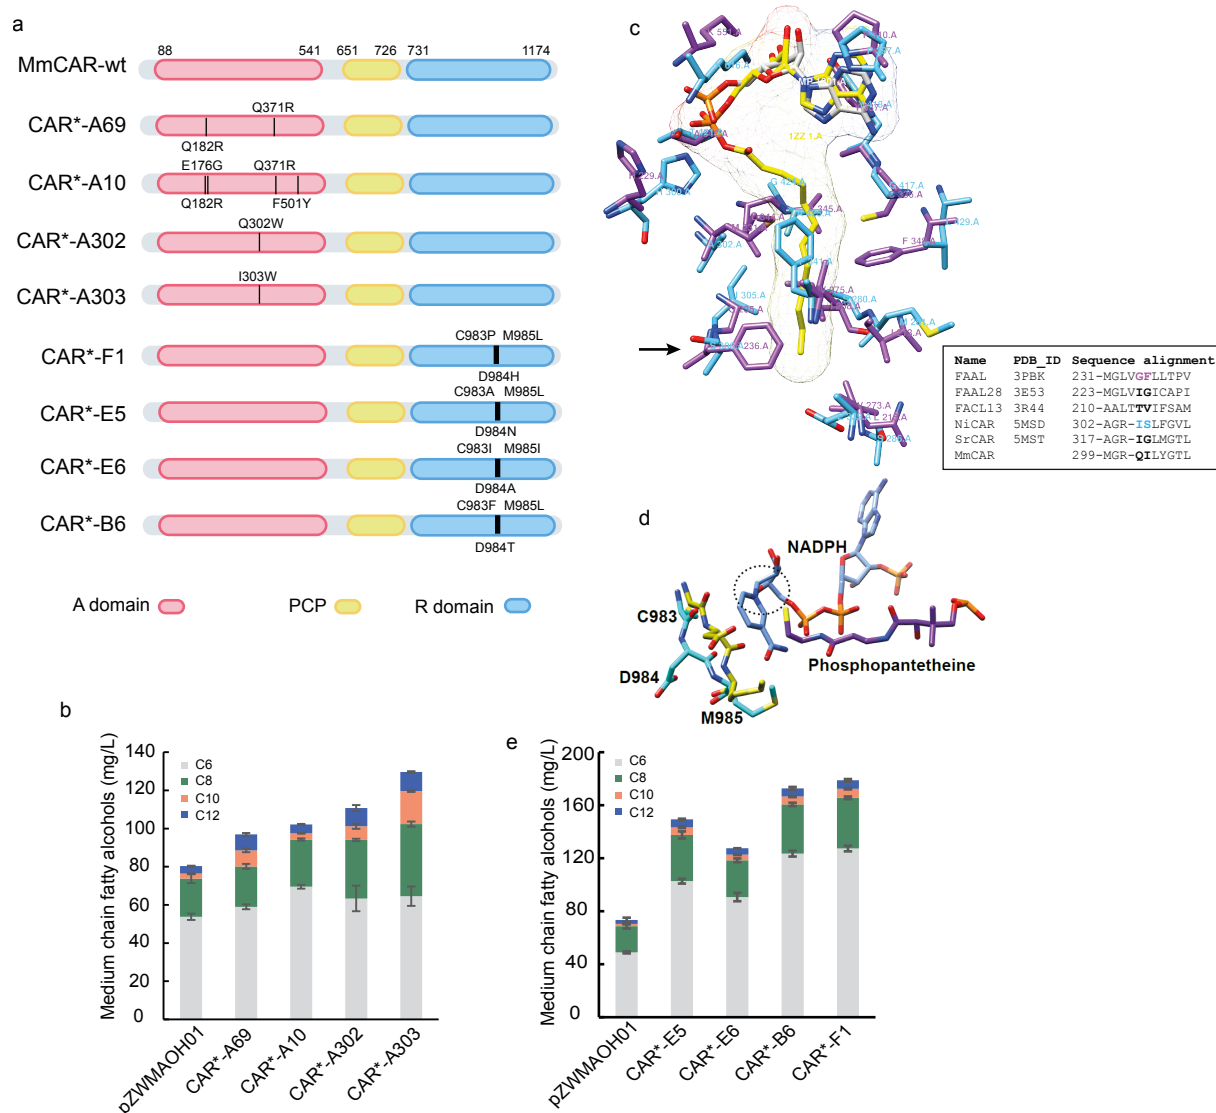 a
88 541 651 726 731 1174
MmCAR-wt
Q371R
CAR*-A69
Q182R
E176G Q371R
CAR*-A10
Q182R F501Y
Q302W
CAR*-A302
I303W
CAR*-A303
C983P M985L
CAR*-F1
D984H
C983A M985L
CAR*-E5
D984N
C983I M985I
CAR*-E6
D984A
C983F M985L
CAR*-B6
D984T
A domain PCP R domain
b
Medium chain fatty alcohols (mg/L)
140
120
100
80
60
40
20
0
C6
C8
C10
C12
pZWMAOH01
CAR*-A69
CAR*-A10
CAR*-A302
CAR*-A303
c
1ZZ 1.A
F 348.A
236.A
305.A
Name PDB_ID Sequence alignment
FAAL 3PBK 231-MGLVGFLLTPV
FAAL28 3E53 223-MGLVIGICAPI
FACL13 3R44 210-AALTTVIFSAM
NiCAR 5MSD 302-AGR-ISLFGVL
SrCAR 5MST 317-AGR-IGLMGTL
MmCAR 299-MGR-QILYGTL
d
NADPH
C983
D984
M985
Phosphopantetheine
e
Medium chain fatty alcohols (mg/L)
200
160
120
80
40
0
C6
C8
C10
C12
pZWMAOH01
CAR*-E5
CAR*-E6
CAR*-B6
CAR*-F1